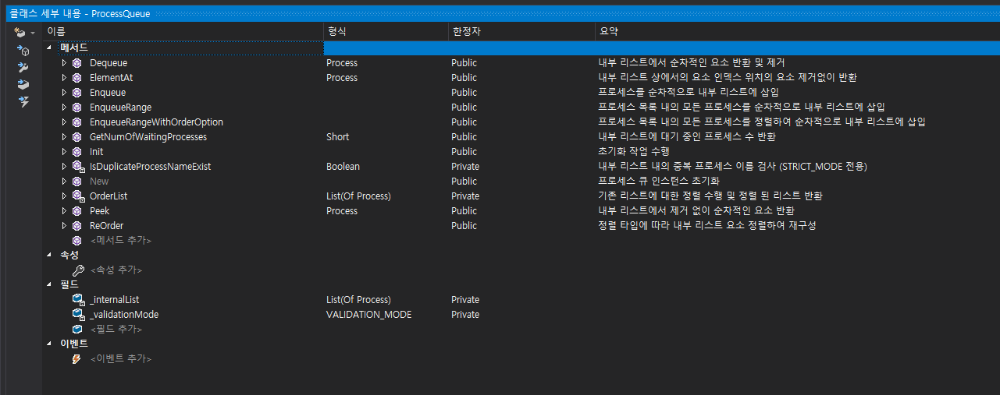 클래스 세부 내용 - ProcessQueue
이름 형식 한정자 요약
메서드
Dequeue Process Public 내부 리스트에서 순차적인 요소 반환 및 제거
ElementAt Process Public 내부 리스트 상에서의 요소 인덱스 위치의 요소 제거없이 반환
Enqueue Public 프로세스를 순차적으로 내부 리스트에 삽입
EnqueueRange Public 프로세스 목록 내의 모든 프로세스를 순차적으로 내부 리스트에 삽입
EnqueueRangeWithOrderOption Public 프로세스 목록 내의 모든 프로세스를 정렬하여 순차적으로 내부 리스트에 삽입
GetNumOfWaitingProcesses Short Public 내부 리스트에 대기 중인 프로세스 수 반환
Init Public 초기화 작업 수행
IsDuplicateProcessNameExist Boolean Private 내부 리스트 내의 중복 프로세스 이름 검사 (STRICT_MODE 전용)
New Public 프로세스 큐 인스턴스 초기화
OrderList List(Of Process) Private 기존 리스트에 대한 정렬 수행 및 정렬 된 리스트 반환
Peek Process Public 내부 리스트에서 제거 없이 순차적인 요소 반환
ReOrder Public 정렬 타입에 따라 내부 리스트 요소 정렬하여 재구성
<메서드 추가>
속성
<속성 추가>
필드
_internalList List(Of Process) Private
_validationMode VALIDATION_MODE Private
<필드 추가>
이벤트
<이벤트 추가>